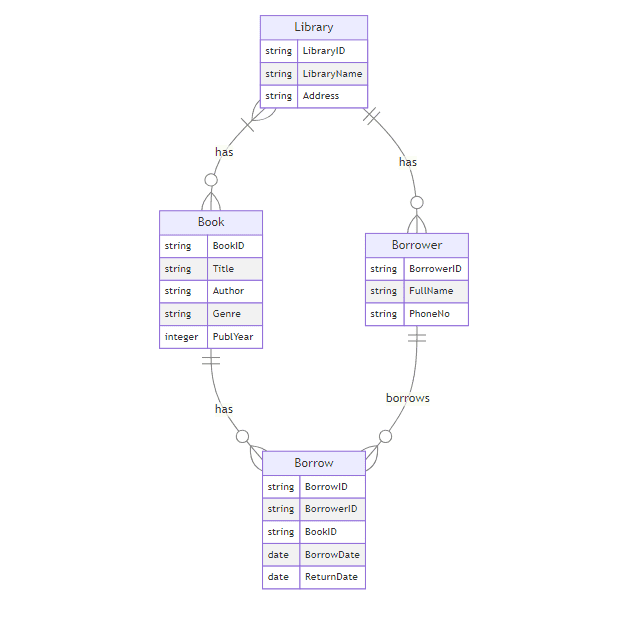 Library
string LibraryID
string LibraryName
string Address
has
has
Book
string BookID
string Title
string Author
string Genre
integer PublYear
Borrower
string BorrowerID
string FullName
string PhoneNo
has
borrows
Borrow
string BorrowID
string BorrowerID
string BookID
date BorrowDate
date ReturnDate